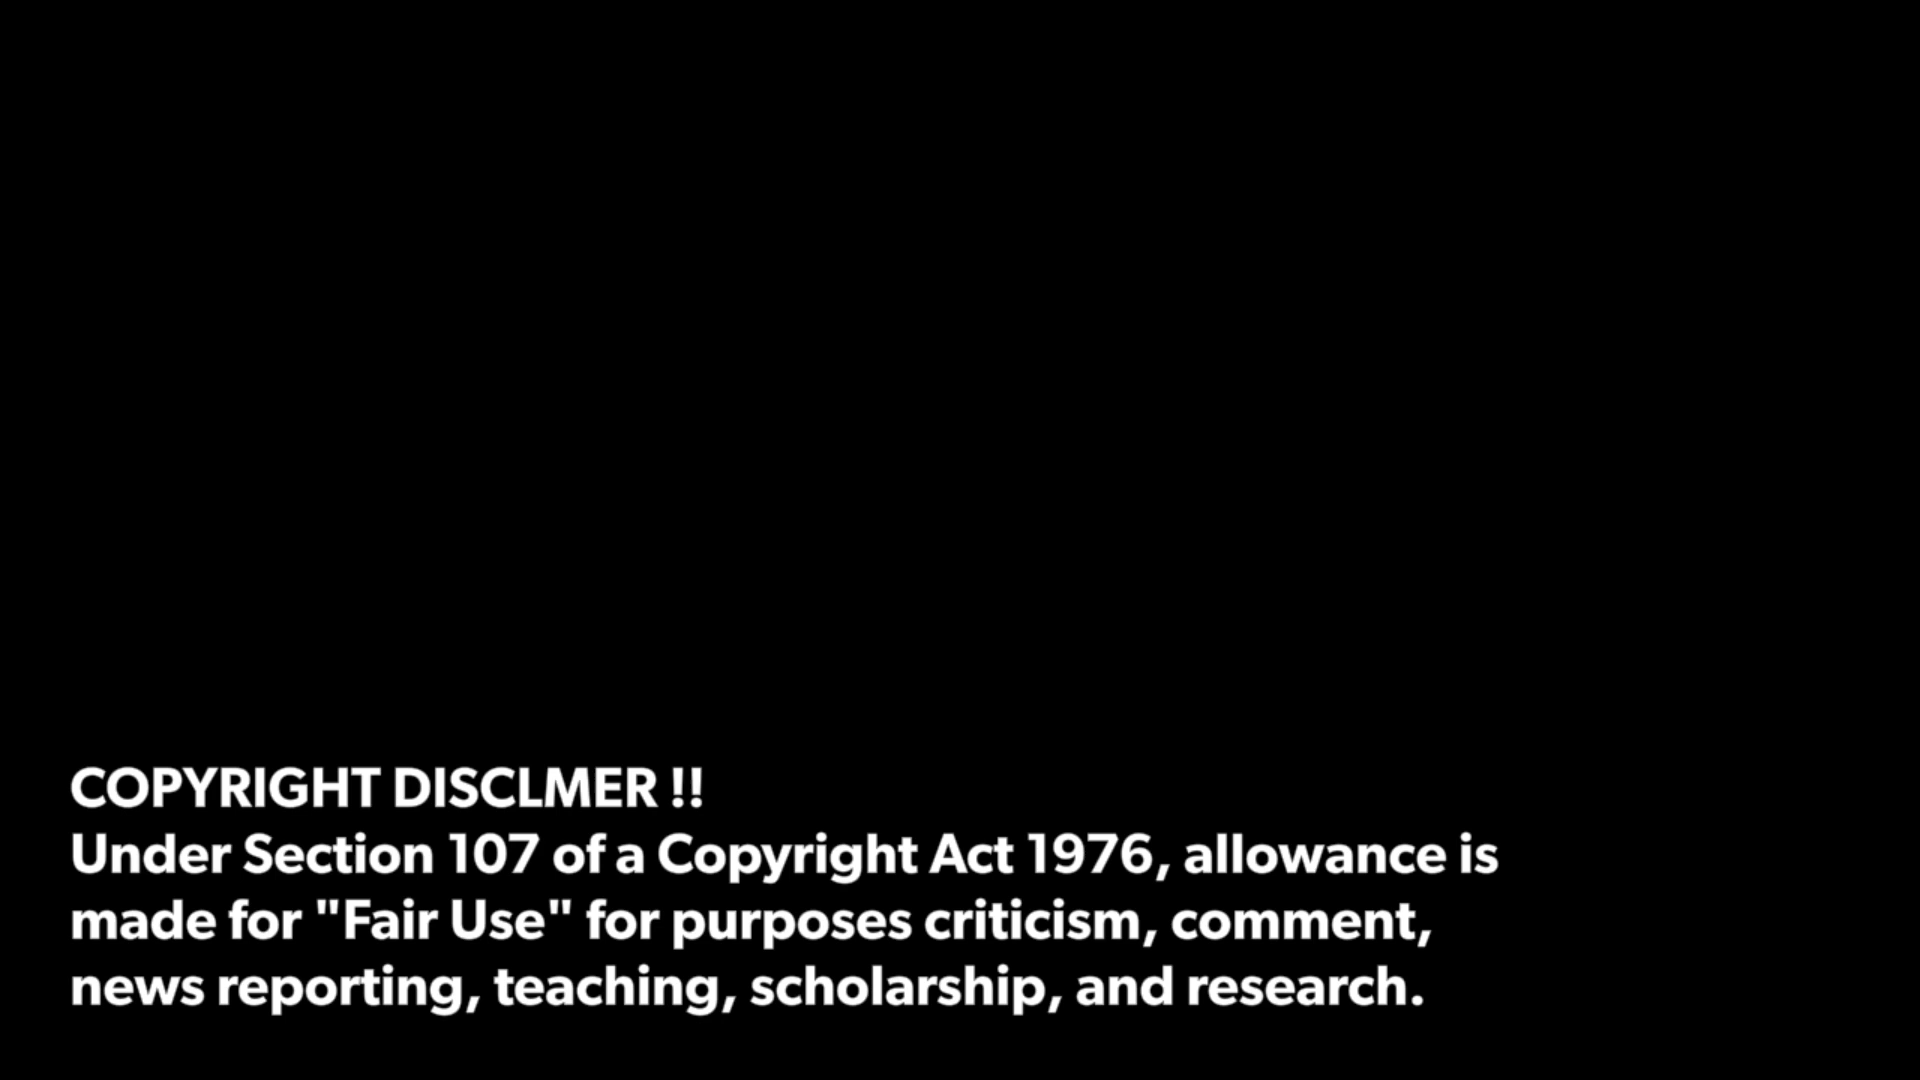 COPYRIGHT DISCLMER !!
Under Section 107 of a Copyright Act 1976, allowance is
made for "Fair Use" for purposes criticism, comment,
news reporting, teaching, scholarship, and research.